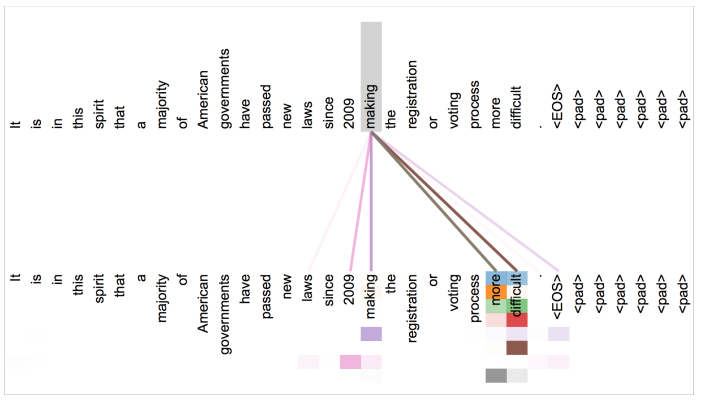 It is in this spirit that a majority of American governments have passed new laws since 2009 making the registration or voting process more difficult . <EOS> <pad> <pad> <pad> <pad> <pad> <pad>
It is in this spirit that a majority of American governments have passed new laws since 2009 making the registration or voting process more difficult . <EOS> <pad> <pad> <pad> <pad> <pad> <pad>